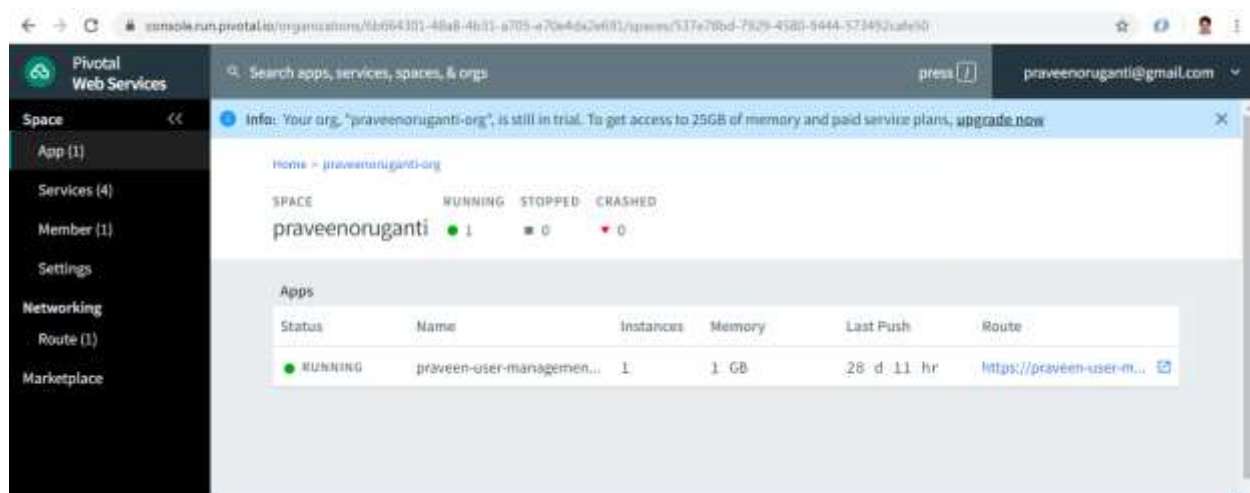 console.run.pivotal.io/organizations/
Pivotal
Web Services
Search apps, services, spaces, & orgs
press /
praveenoruganti@gmail.com
Space <<
Info: Your org, "praveenoruganti-org", is still in trial. To get access to 25GB of memory and paid service plans, upgrade now
App (1)
Home > praveenoruganti-org
Services (4)
SPACE RUNNING STOPPED CRASHED
praveenoruganti 1 0 0
Member (1)
Settings
Networking
Route (1)
Marketplace
Apps
Status Name Instances Memory Last Push Route
RUNNING praveen-user-managemen... 1 1 GB 28 d 11 hr https://praveen-user-m...